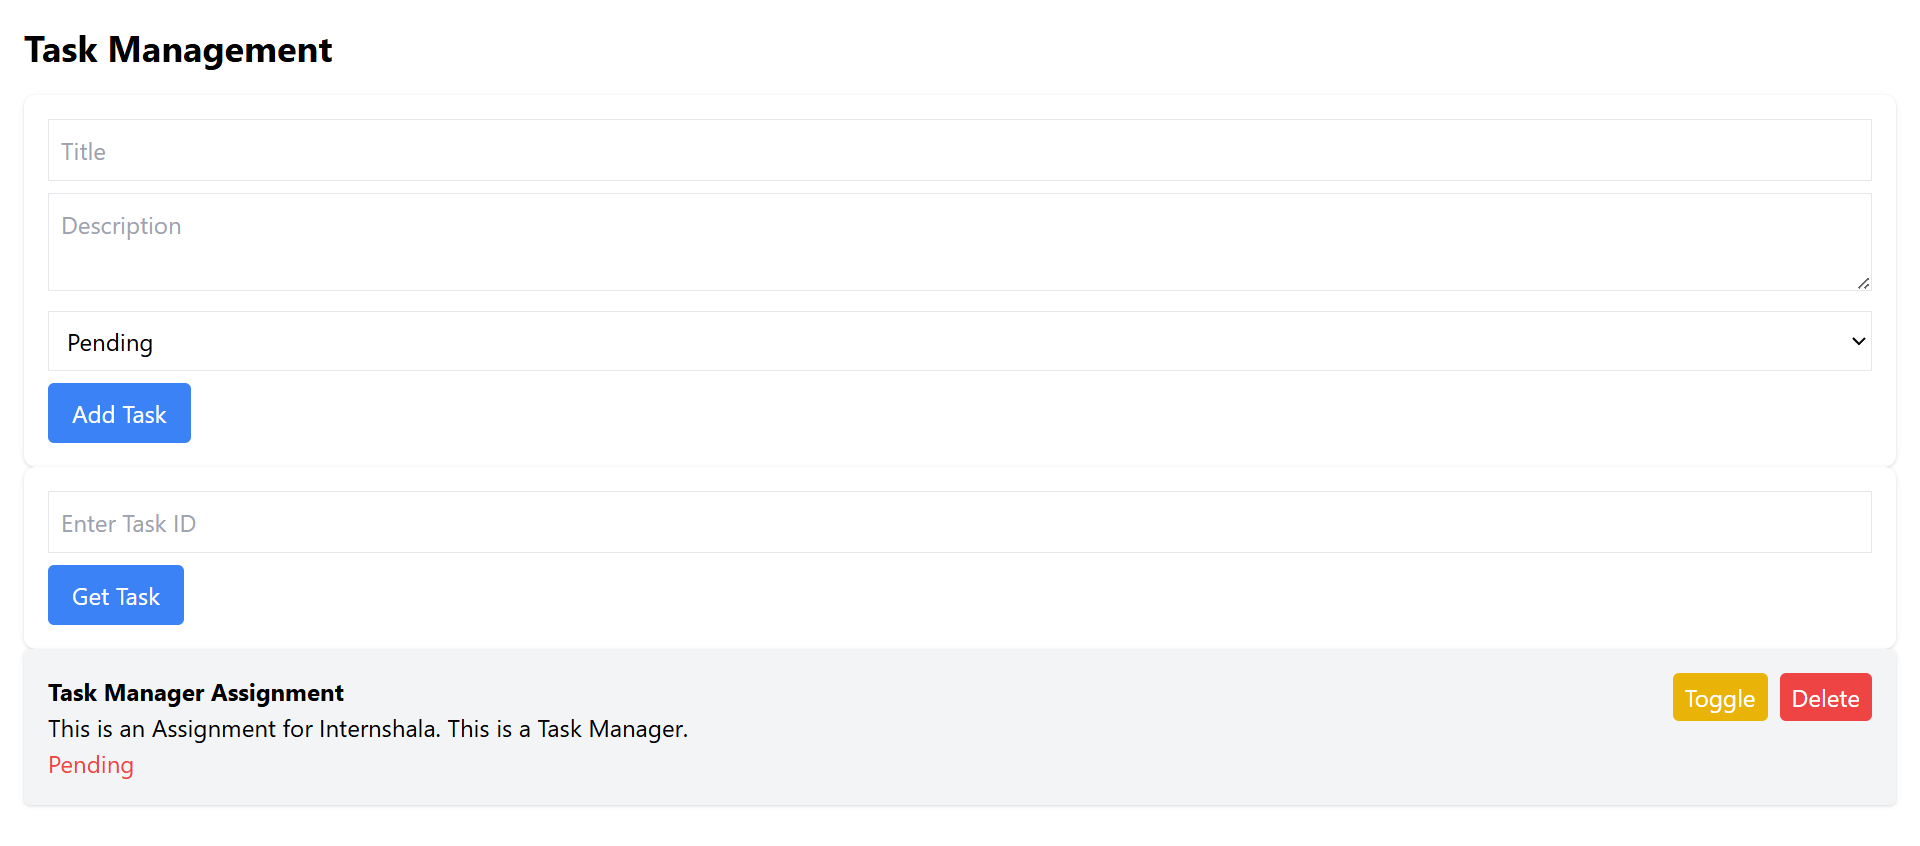 Task Management
Title
Description
Pending
Add Task
Enter Task ID
Get Task
Task Manager Assignment
Toggle Delete
This is an Assignment for Internshala. This is a Task Manager.
Pending